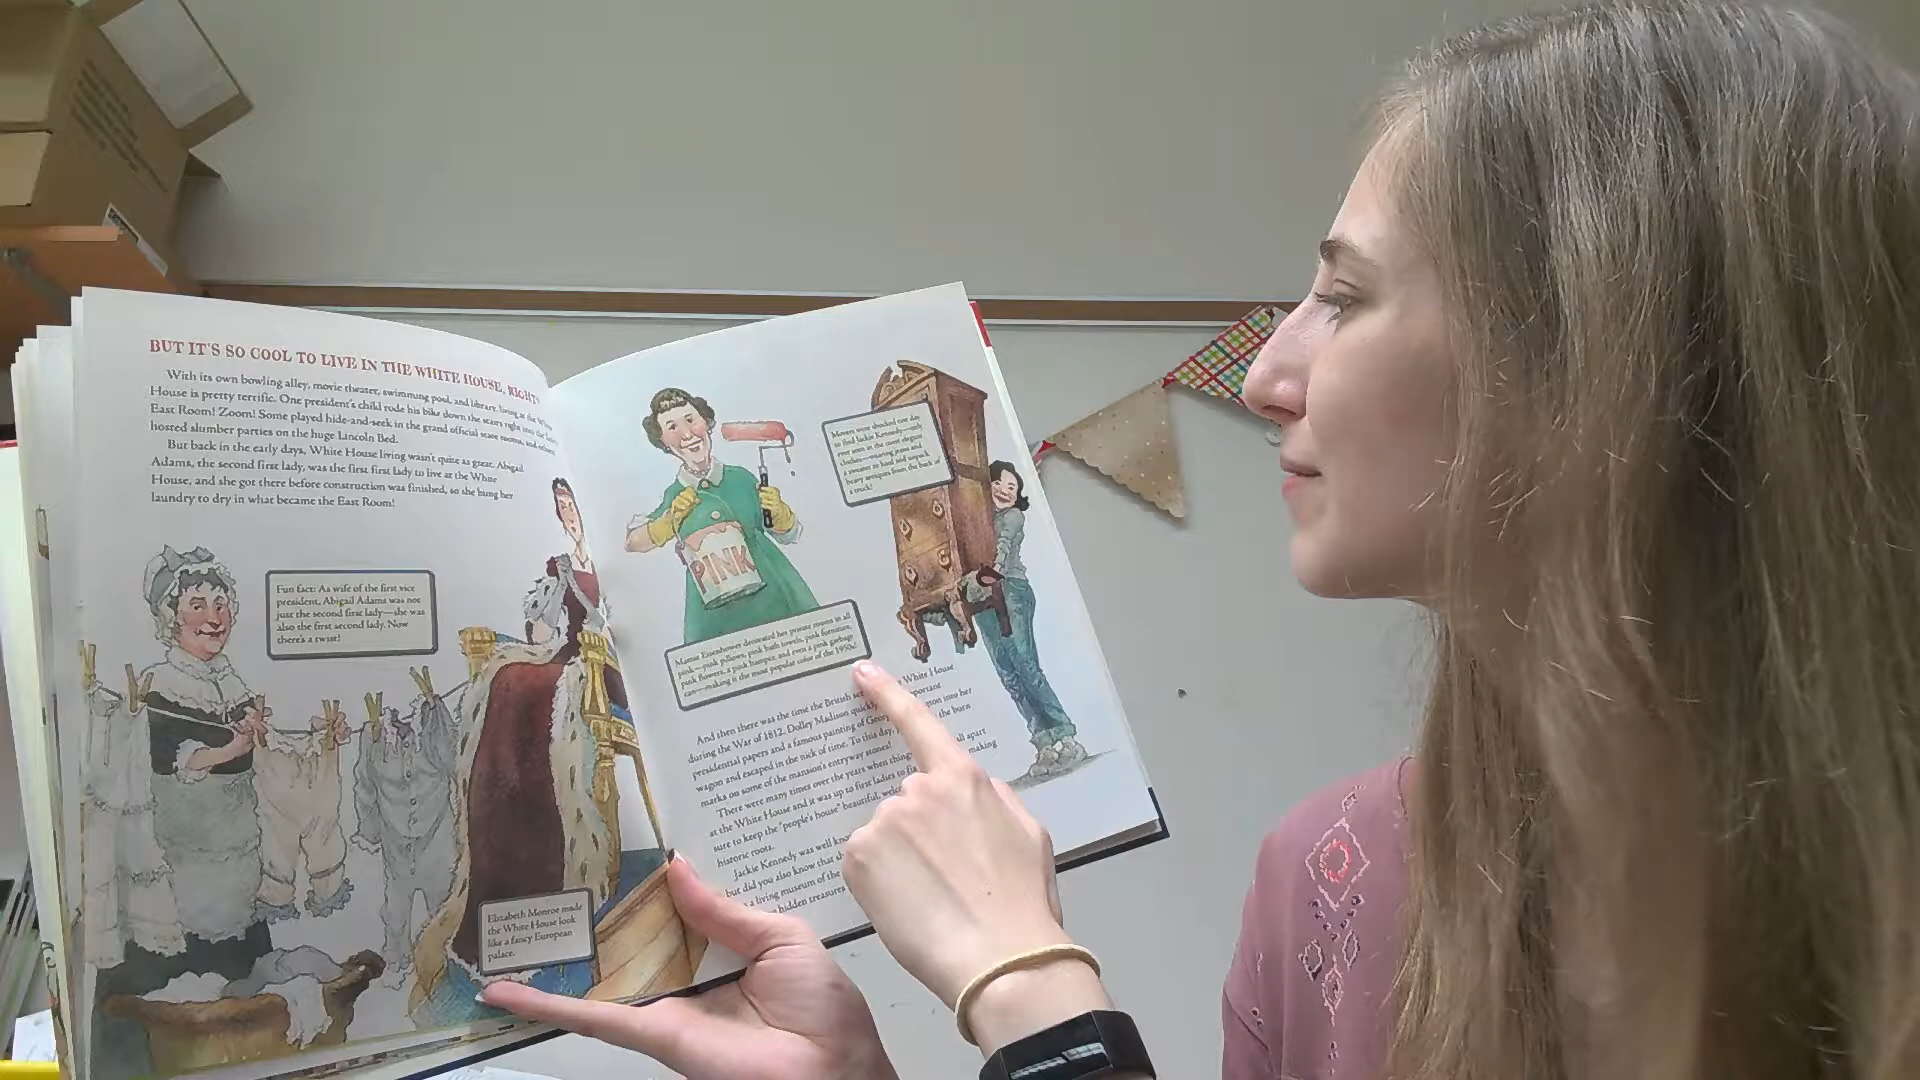 BUT IT'S SO COOL TO LIVE IN THE WHITE HOUSE, RIGHT?
With its own bowling alley, movie theater, swimming pool, and library, living at the White
House is pretty terrific. One president's child rode his bike down the stairs right into the
East Room! Zoom! Some played hide-and-seek in the grand official state rooms, and others
hosted slumber parties on the huge Lincoln Bed.
But back in the early days, White House living wasn't quite as great. Abigail
Adams, the second first lady, was the first first lady to live at the White
House, and she got there before construction was finished, so she hung her
laundry to dry in what became the East Room!
Fun fact: As wife of the first vice
president, Abigail Adams was not
just the second first lady—she was
also the first second lady. Now
there's a twist!
Elizabeth Monroe made
the White House look
like a fancy European
palace.
PINK
Mamie Eisenhower decorated her private rooms in all
pink—pink pillows, pink bath towels, pink furniture,
pink flowers, a pink hamper, and even a pink garbage
can—making it the most popular color of the 1950s!
Movers were shocked one day
to find Jackie Kennedy—only
ever seen in the most elegant
clothes—wearing jeans and
a sweater to haul and unpack
heavy antiques from the back of
a truck!
And then there was the time the British White House
during the War of 1812. Dolley Madison quickly important
presidential papers and a famous painting of into her
wagon and escaped in the nick of time. To this day, the burn
marks on some of the mansion's entryway stones!
There were many times over the years when things all apart
at the White House and it was up to first ladies to making
sure to keep the "people's house" beautiful,
historic roots.
Jackie Kennedy was well
but did you also know that
a living museum of the
hidden treasures